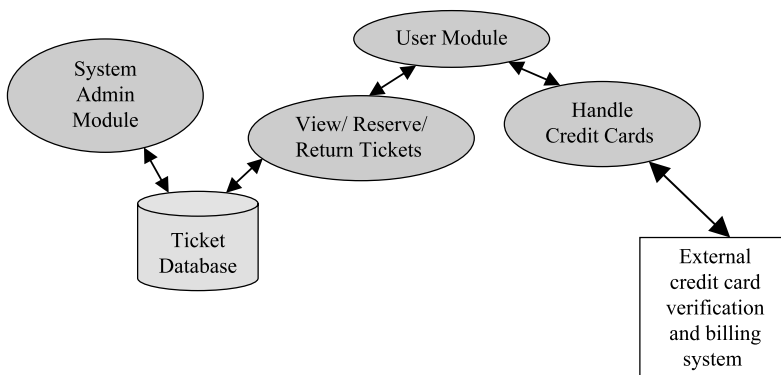 User Module
System
Admin
Module
View/ Reserve/
Return Tickets
Handle
Credit Cards
Ticket
Database
External
credit card
verification
and billing
system